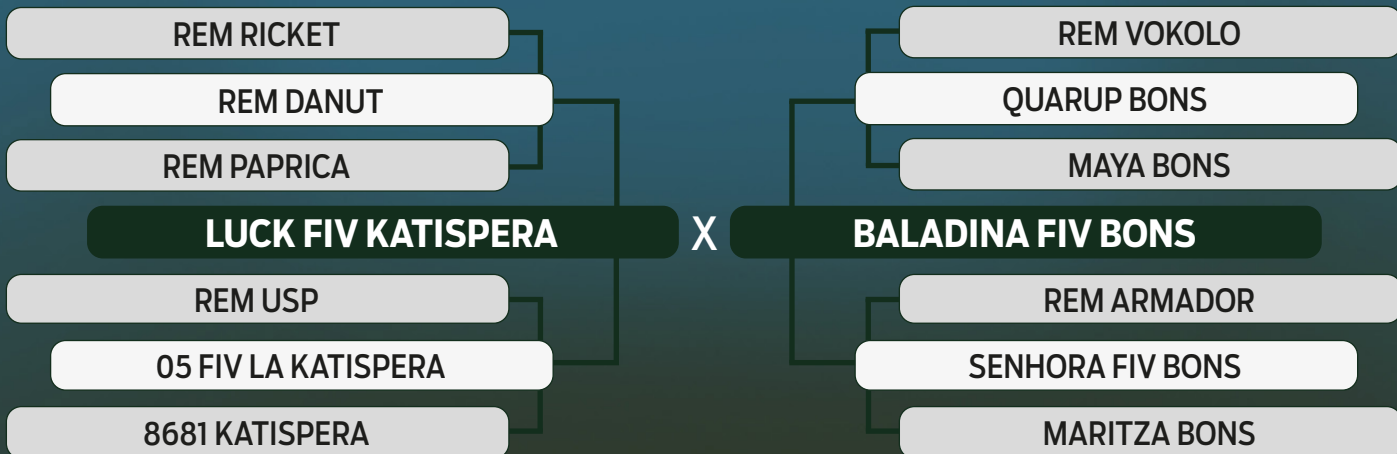 REM RICKET
REM DANUT
REM PAPRICA
LUCK FIV KATISPERA
REM USP
05 FIV LA KATISPERA
8681 KATISPERA
X
REM VOKOLO
QUARUP BONS
MAYA BONS
BALADINA FIV BONS
REM ARMADOR
SENHORA FIV BONS
MARITZA BONS